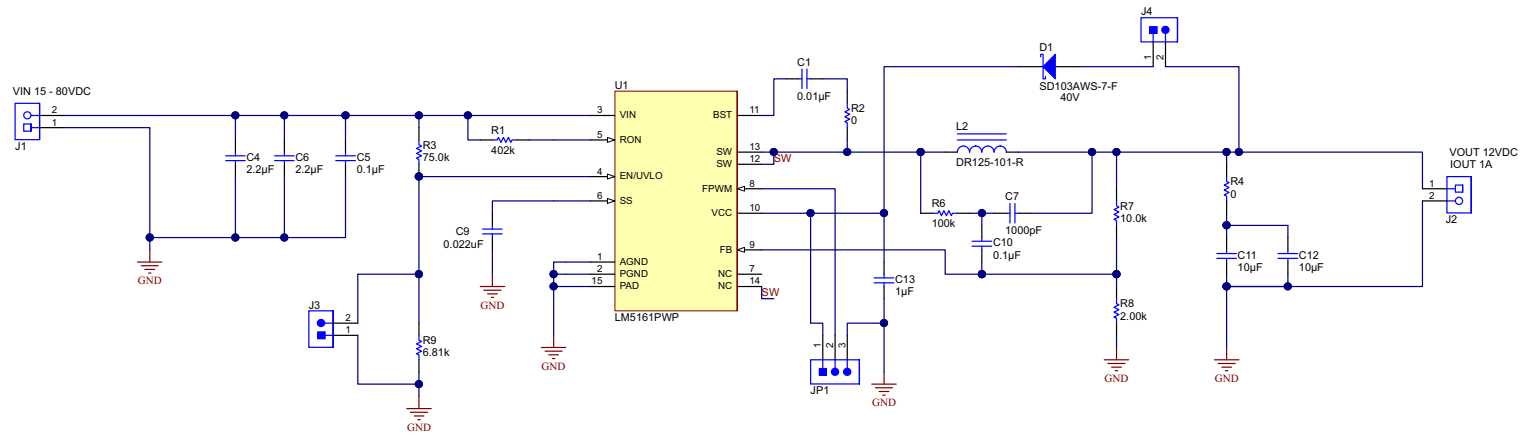 VIN 15 - 80VDC
2
1
J1
C4
2.2µF
C6
2.2µF
C5
0.1µF
R3
75.0k
R1
402k
C9
0.022uF
GND
GND
J3
2
1
R9
6.81k
GND
U1
3 VIN
5 RON
4 EN/UVLO
6 SS
1 AGND
2 PGND
15 PAD
BST 11
SW 13
SW 12
FPWM 8
VCC 10
FB 9
NC 7
NC 14
LM5161PWP
GND
SW
SW
C1
0.01µF
R2
0
L2
DR125-101-R
R6
100k
C7
1000pF
C10
0.1µF
C13
1µF
1
2
3
JP1
GND
D1
SD103AWS-7-F
40V
J4
1
2
R7
10.0k
R8
2.00k
GND
R4
0
C11
10µF
C12
10µF
GND
VOUT 12VDC
IOUT 1A
1
2
J2